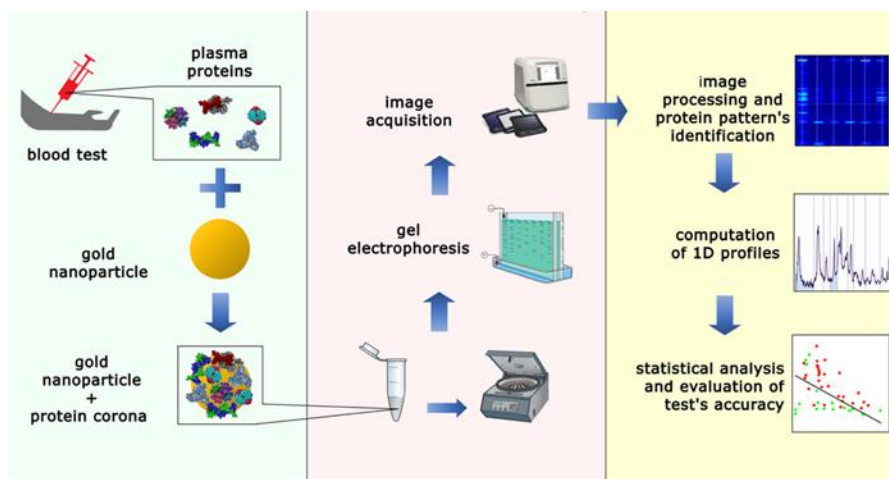 plasma
proteins
blood test
gold
nanoparticle
gold
nanoparticle
+
protein corona
image
acquisition
gel
electrophoresis
image
processing and
protein pattern's
identification
computation
of 1D profiles
statistical analysis
and evaluation of
test's accuracy